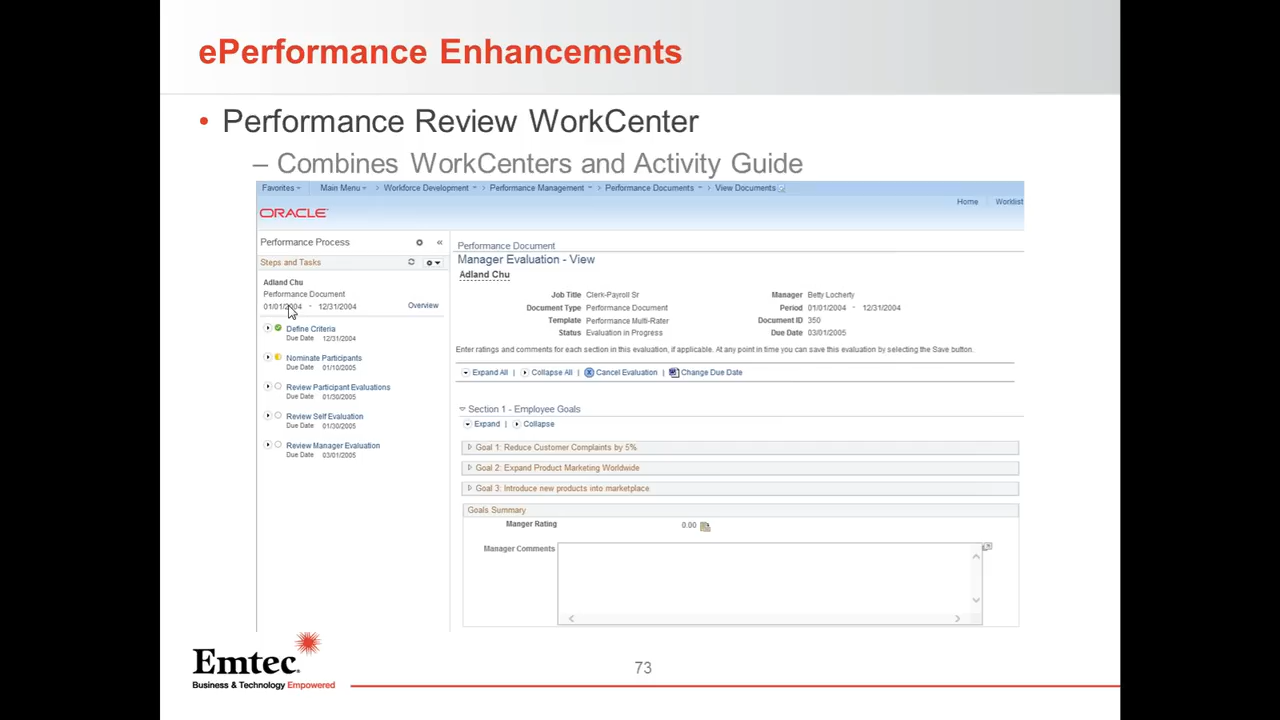 ePerformance Enhancements
• Performance Review WorkCenter
– Combines WorkCenters and Activity Guide
Favorites Main Menu > Workforce Development > Performance Management > Performance Documents > View Documents
Home Worklist
ORACLE
Performance Process «
Steps and Tasks
Adland Chu
Performance Document
01/01/2004 - 12/31/2004 Overview
Define Criteria
Due Date 12/31/2004
Nominate Participants
Due Date 01/10/2005
Review Participant Evaluations
Due Date 01/30/2005
Review Self Evaluation
Due Date 01/30/2005
Review Manager Evaluation
Due Date 03/01/2005
Performance Document
Manager Evaluation - View
Adland Chu
Job Title Clerk-Payroll Sr Manager Betty Locherty
Document Type Performance Document Period 01/01/2004 - 12/31/2004
Template Performance Multi-Rater Document ID 350
Status Evaluation in Progress Due Date 03/01/2005
Enter ratings and comments for each section in this evaluation, if applicable. At any point in time you can save this evaluation by selecting the Save button.
Expand All | Collapse All | Cancel Evaluation | Change Due Date
Section 1 - Employee Goals
Expand | Collapse
Goal 1: Reduce Customer Complaints by 5%
Goal 2: Expand Product Marketing Worldwide
Goal 3: Introduce new products into marketplace
Goals Summary
Manger Rating 0.00
Manager Comments
Emtec
Business & Technology Empowered
73